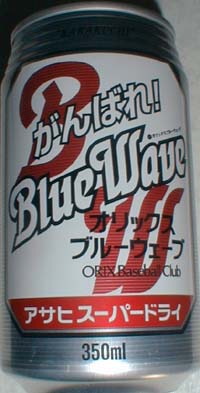 "KARAKUCHI"
がんばれ!
Blue Wave
オリックス
ブルーウェーブ
ORIX Baseball Club
アサヒスーパードライ
350ml